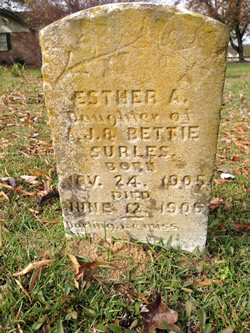 ESTHER A.
Daughter of
A.J. & BETTIE
SURLES.
BORN
NOV. 24. 1905
DIED
JUNE 12. 1906